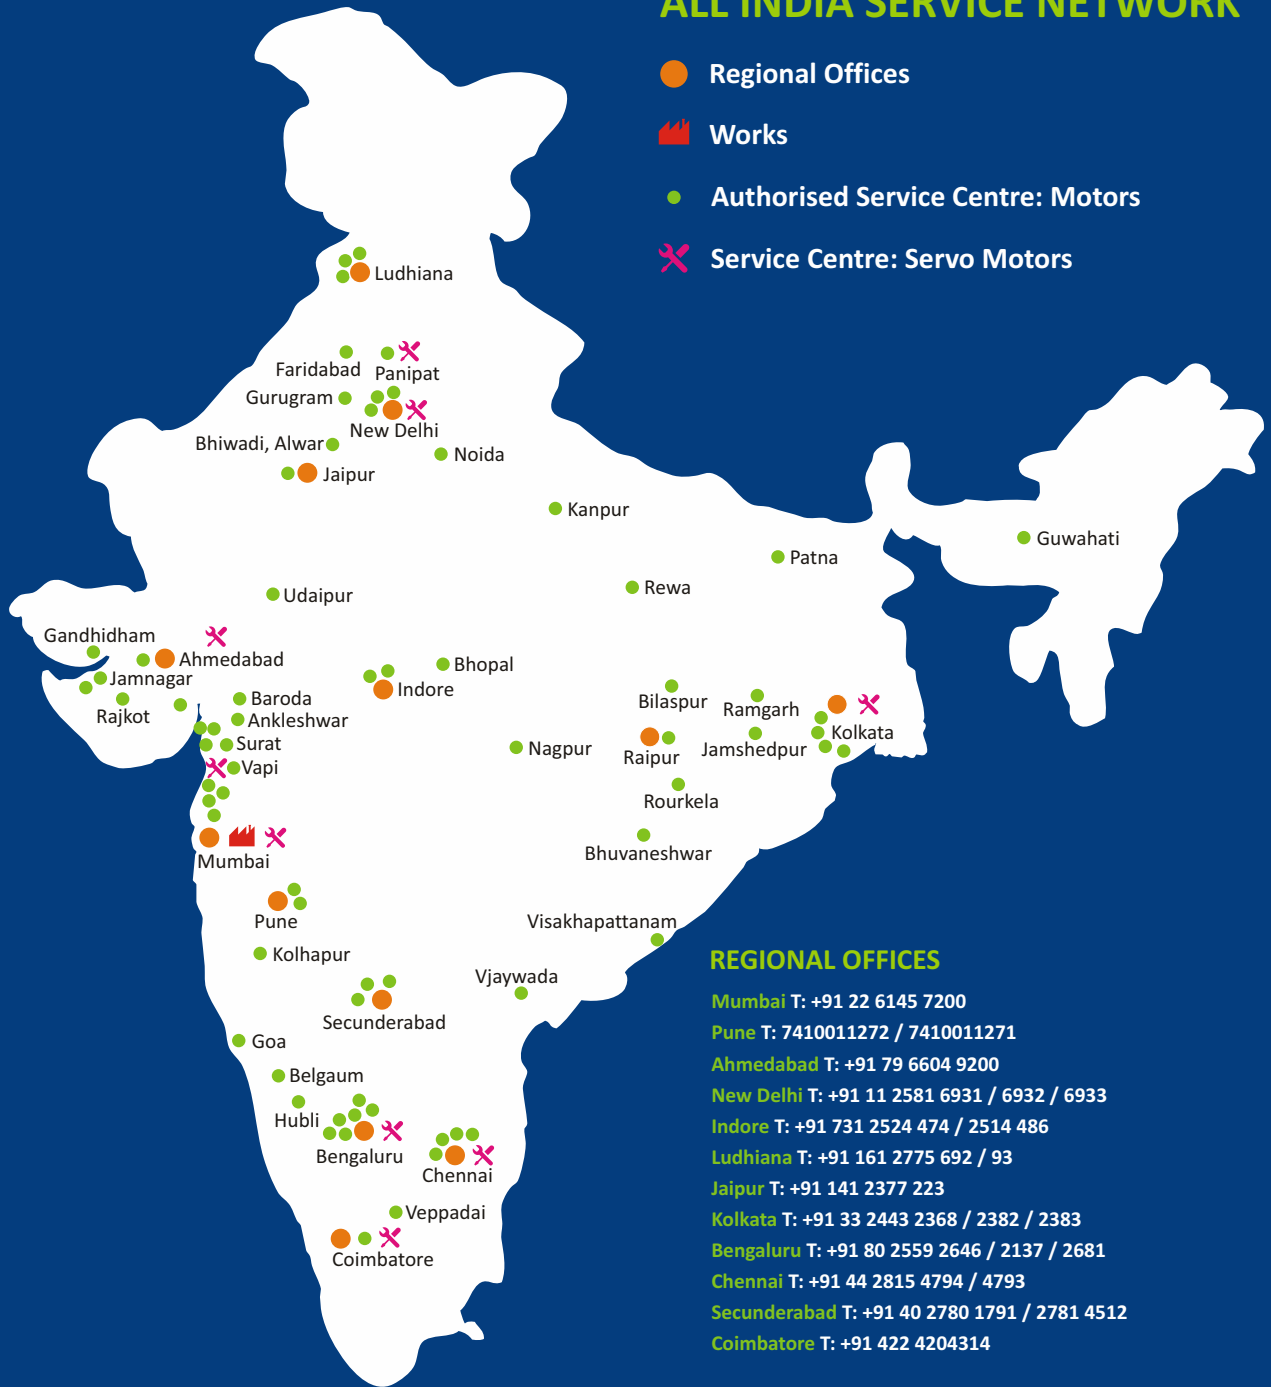 ALL INDIA SERVICE NETWORK
Regional Offices
Works
Authorised Service Centre: Motors
Service Centre: Servo Motors
Ludhiana
Faridabad
Panipat
Gurugram
New Delhi
Bhiwadi, Alwar
Noida
Jaipur
Kanpur
Guwahati
Patna
Rewa
Udaipur
Gandhidham
Ahmedabad
Bhopal
Jamnagar
Indore
Baroda
Bilaspur
Ramgarh
Rajkot
Ankleshwar
Kolkata
Surat
Nagpur
Raipur
Jamshedpur
Vapi
Rourkela
Mumbai
Bhuvaneshwar
Pune
Visakhapattanam
Kolhapur
Vjaywada
Secunderabad
Goa
Belgaum
Hubli
Bengaluru
Chennai
Veppadai
Coimbatore
REGIONAL OFFICES
Mumbai T: +91 22 6145 7200
Pune T: 7410011272 / 7410011271
Ahmedabad T: +91 79 6604 9200
New Delhi T: +91 11 2581 6931 / 6932 / 6933
Indore T: +91 731 2524 474 / 2514 486
Ludhiana T: +91 161 2775 692 / 93
Jaipur T: +91 141 2377 223
Kolkata T: +91 33 2443 2368 / 2382 / 2383
Bengaluru T: +91 80 2559 2646 / 2137 / 2681
Chennai T: +91 44 2815 4794 / 4793
Secunderabad T: +91 40 2780 1791 / 2781 4512
Coimbatore T: +91 422 4204314